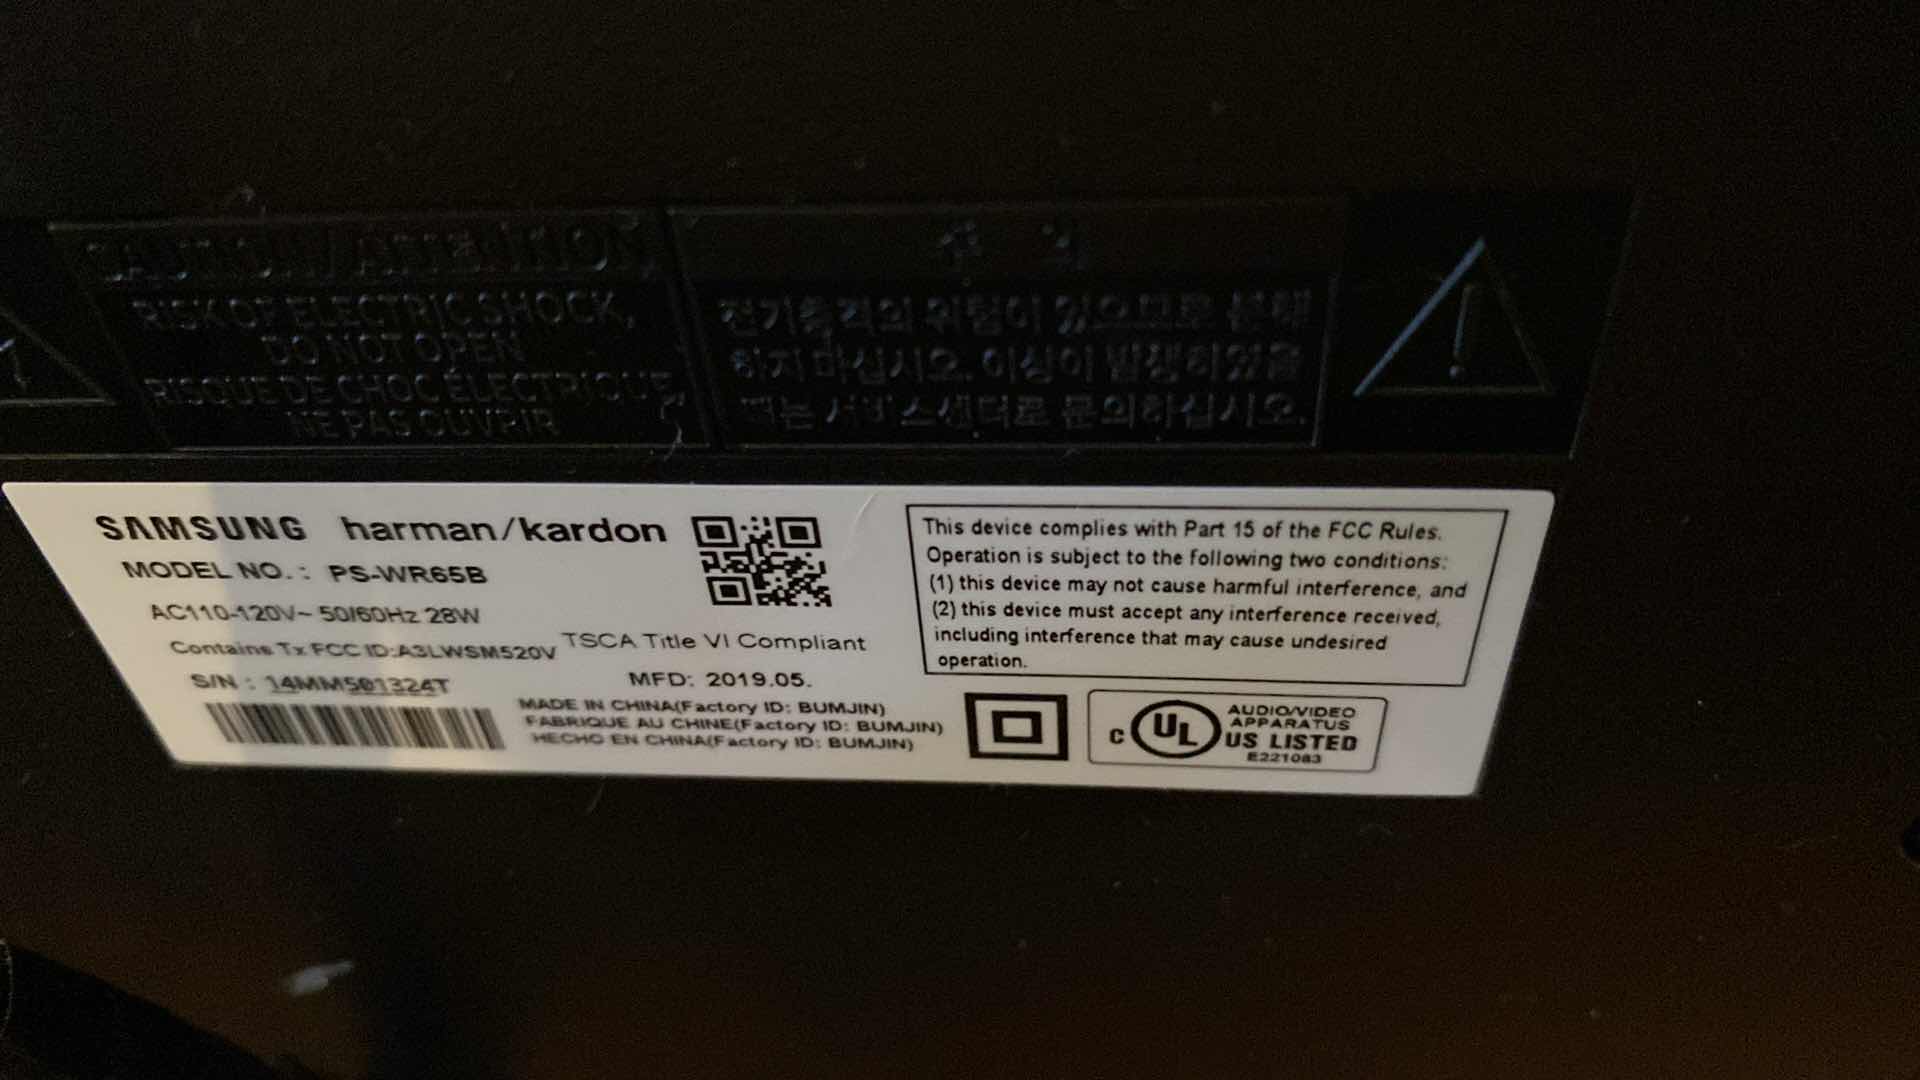 CAUTION / ATTENTION
RISK OF ELECTRIC SHOCK,
DO NOT OPEN
RISQUE DE CHOC ÉLECTRIQUE
NE PAS OUVRIR
주 의
전기충격의 위험이 있으므로 분해
하지 마십시오. 이상이 발생하였을
때는 서비스센터로 문의하십시오.
SAMSUNG harman/kardon
MODEL NO. : PS-WR65B
AC110-120V~ 50/60Hz 28W
Contains Tx FCC ID:A3LWSM520V
TSCA Title VI Compliant
S/N : 14MM501324T
MFD: 2019.05.
MADE IN CHINA(Factory ID: BUMJIN)
FABRIQUE AU CHINE(Factory ID: BUMJIN)
HECHO EN CHINA(Factory ID: BUMJIN)
This device complies with Part 15 of the FCC Rules.
Operation is subject to the following two conditions:
(1) this device may not cause harmful interference, and
(2) this device must accept any interference received,
including interference that may cause undesired
operation.
C UL US LISTED
AUDIO/VIDEO
APPARATUS
E221083